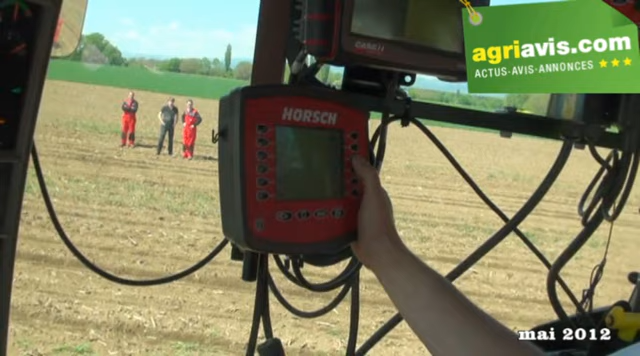 agriavis.com
ACTUS-AVIS-ANNONCES
CASE IH
HORSCH
mai 2012